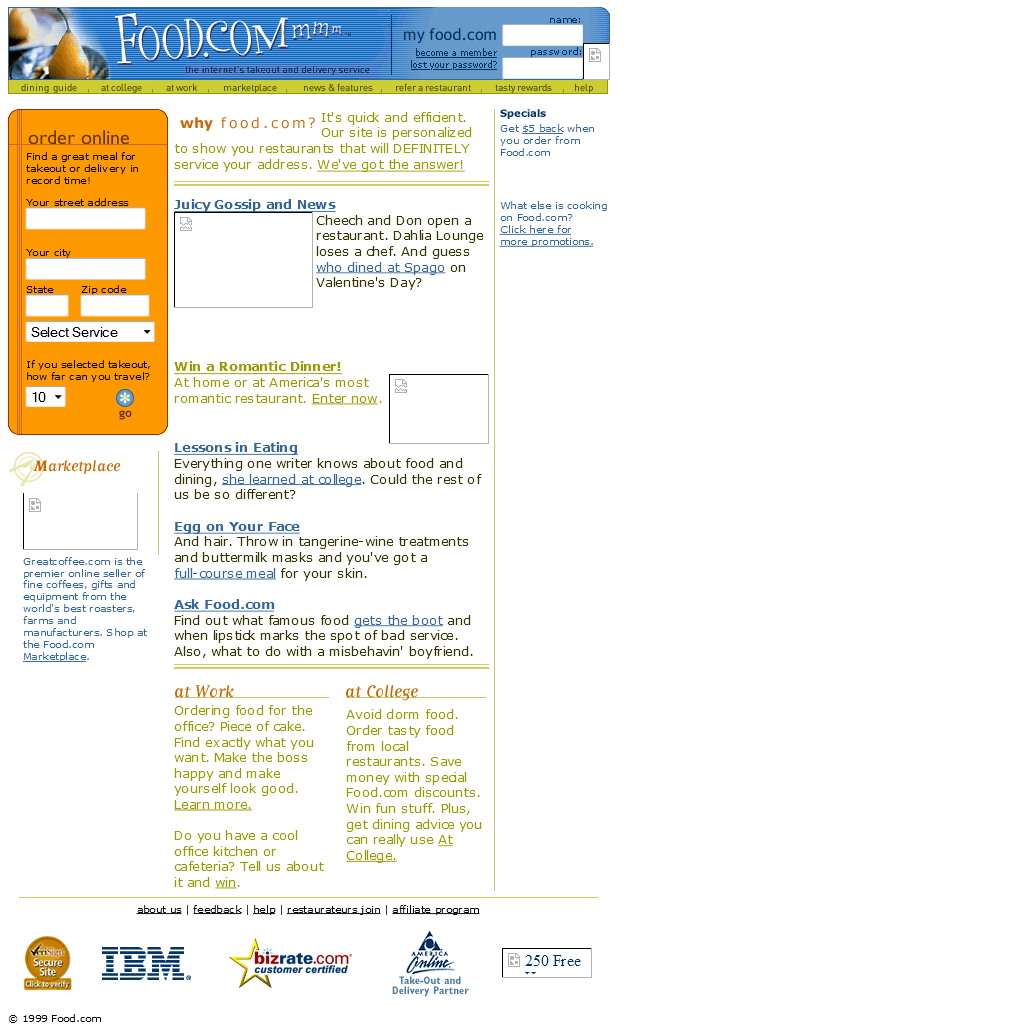 FOOD.COM mmm
the internet's takeout and delivery service
my food.com
name:
become a member
password:
lost your password?
dining guide
at college
at work
marketplace
news & features
refer a restaurant
tasty rewards
help
order online
Find a great meal for
takeout or delivery in
record time!
Your street address
Your city
State
Zip code
Select Service
If you selected takeout,
how far can you travel?
10
go
Marketplace
Greatcoffee.com is the
premier online seller of
fine coffees, gifts and
equipment from the
world's best roasters,
farms and
manufacturers. Shop at
the Food.com
Marketplace.
why food.com?
It's quick and efficient.
Our site is personalized
to show you restaurants that will DEFINITELY
service your address. We've got the answer!
Juicy Gossip and News
Cheech and Don open a
restaurant. Dahlia Lounge
loses a chef. And guess
who dined at Spago on
Valentine's Day?
Win a Romantic Dinner!
At home or at America's most
romantic restaurant. Enter now.
Lessons in Eating
Everything one writer knows about food and
dining, she learned at college. Could the rest of
us be so different?
Egg on Your Face
And hair. Throw in tangerine-wine treatments
and buttermilk masks and you've got a
full-course meal for your skin.
Ask Food.com
Find out what famous food gets the boot and
when lipstick marks the spot of bad service.
Also, what to do with a misbehavin' boyfriend.
at Work
Ordering food for the
office? Piece of cake.
Find exactly what you
want. Make the boss
happy and make
yourself look good.
Learn more.
Do you have a cool
office kitchen or
cafeteria? Tell us about
it and win.
at College
Avoid dorm food.
Order tasty food
from local
restaurants. Save
money with special
Food.com discounts.
Win fun stuff. Plus,
get dining advice you
can really use At
College.
Specials
Get $5 back when
you order from
Food.com
What else is cooking
on Food.com?
Click here for
more promotions.
about us | feedback | help | restaurateurs join | affiliate program
VeriSign
Secure
Site
Click to verify
IBM
bizrate.com
customer certified
AMERICA
Online
Take-Out and
Delivery Partner
250 Free
© 1999 Food.com